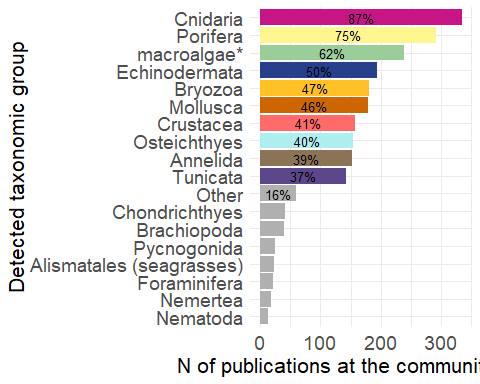 Detected taxonomic group
Cnidaria 87%
Porifera 75%
macroalgae* 62%
Echinodermata 50%
Bryozoa 47%
Mollusca 46%
Crustacea 41%
Osteichthyes 40%
Annelida 39%
Tunicata 37%
Other 16%
Chondrichthyes
Brachiopoda
Pycnogonida
Alismatales (seagrasses)
Foraminifera
Nemertea
Nematoda
0 100 200 300
N of publications at the communit